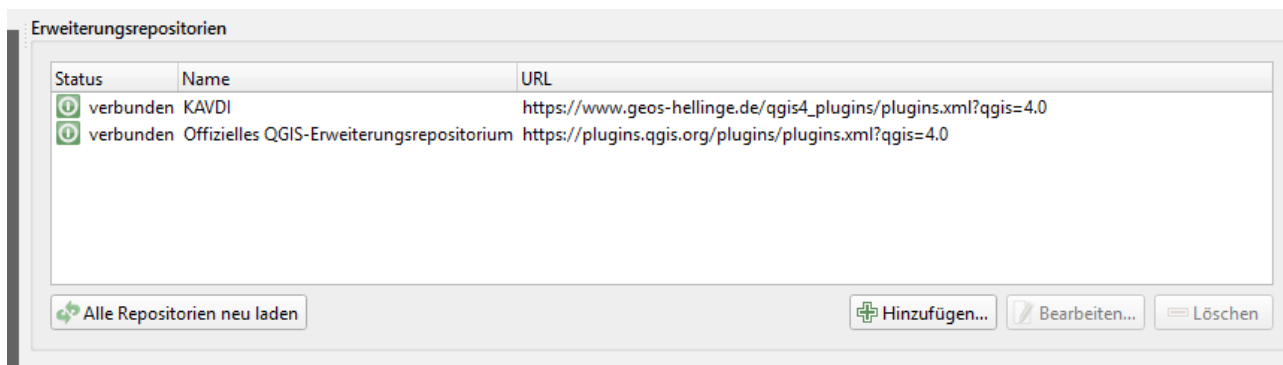 Erweiterungsrepositorien
Status Name URL
verbunden KAVDI https://www.geos-hellinge.de/qgis4_plugins/plugins.xml?qgis=4.0
verbunden Offizielles QGIS-Erweiterungsrepositorium https://plugins.qgis.org/plugins/plugins.xml?qgis=4.0
Alle Repositorien neu laden Hinzufügen... Bearbeiten... Löschen